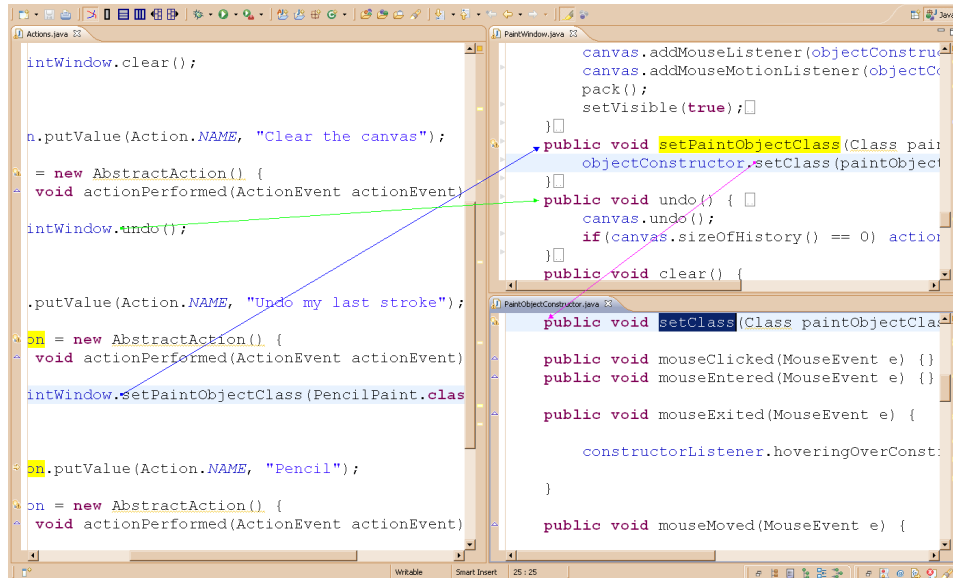 Java
Actions.java
intWindow.clear();
n.putValue(Action.NAME, "Clear the canvas");
= new AbstractAction() {
void actionPerformed(ActionEvent actionEvent)
intWindow.undo();
.putValue(Action.NAME, "Undo my last stroke");
on = new AbstractAction() {
void actionPerformed(ActionEvent actionEvent)
intWindow.setPaintObjectClass(PencilPaint.clas
on.putValue(Action.NAME, "Pencil");
on = new AbstractAction() {
void actionPerformed(ActionEvent actionEvent)
PaintWindow.java
canvas.addMouseListener(objectConstru
canvas.addMouseMotionListener(objectCo
pack();
setVisible(true);
}
public void setPaintObjectClass(Class pain
objectConstructor.setClass(paintObject
}
public void undo() {
canvas.undo();
if(canvas.sizeOfHistory() == 0) action
}
public void clear() {
PaintObjectConstructor.java
public void setClass(Class paintObjectClas
public void mouseClicked(MouseEvent e) {}
public void mouseEntered(MouseEvent e) {}
public void mouseExited(MouseEvent e) {
constructorListener.hoveringOverConst
}
public void mouseMoved(MouseEvent e) {
Writable
Smart Insert
25 : 25